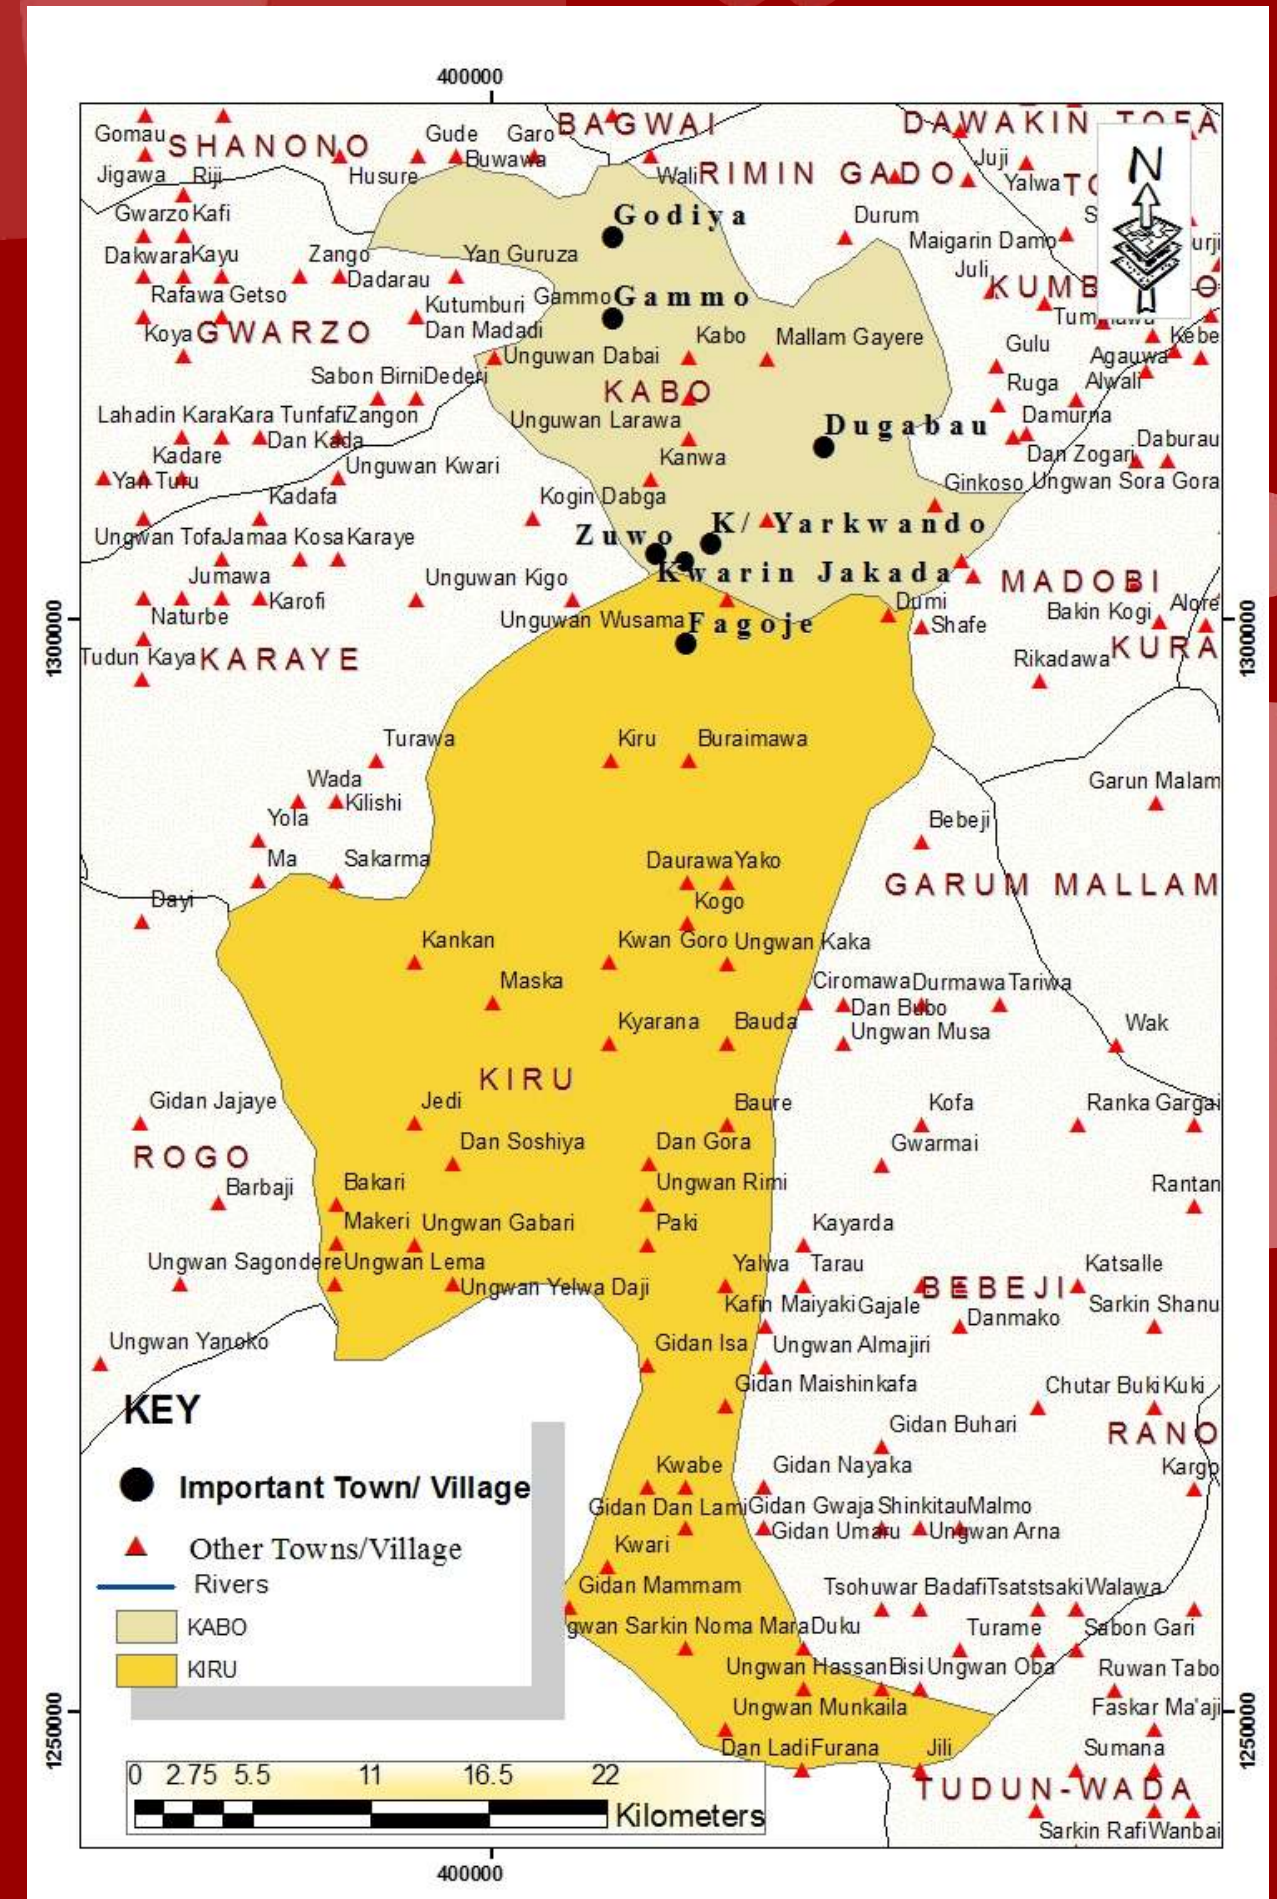 400000
BAGWAI
DAWAKIN TOFA
Gomau
SHANONO
Gude
Garo
Buwawa
Juji
Jigawa
Riji
Husure
Wali
RIMIN GADO
Yalwa
Gwarzo
Kafi
Godiya
Durum
Maigarin Damo
Dakwara
Kayu
Zango
Yan Guruza
Juli
KUMB
Dadarau
Rafawa
Getso
Kutumburi
Gammo
Gammo
Koya
GWARZO
Dan Madadi
Kabo
Mallam Gayere
Gulu
Agauwa
Kebe
Unguwan Dabai
Sabon Birni
Dederi
KABO
Ruga
Alwali
Lahadin Kara
Kara Tunfafi
Zangon
Unguwan Larawa
Dugabau
Damurna
Dan Kada
Daburau
Kadare
Unguwan Kwari
Kanwa
Dan Zogari
Yan Turu
Ginkoso
Ungwan Sora
Gora
Kadafa
Kogin Dabga
N
Ungwan Tofa
Jamaa
Kosa
Karaye
Zuwo
K/ Yarkwando
Jumawa
Unguwan Kigo
Kwarin Jakada
MADOBI
Karofi
Dumi
Bakin Kogi
Alore
Naturbe
Unguwan Wusama
Fagoje
Shafe
1300000
1300000
Tudun Kaya
KARAYE
Rikadawa
KURA
Turawa
Kiru
Buraimawa
Wada
Kilishi
Garun Malam
Yola
Bebeji
Ma
Sakarma
Daurawa
Yako
GARUM MALLAM
Dayi
Kogo
Kankan
Kwan Goro
Ungwan Kaka
Maska
Ciromawa
Durmawa
Tariwa
Dan Bubo
Kyarana
Bauda
Ungwan Musa
Wak
KIRU
Gidan Jajaye
Jedi
Baure
Kofa
Ranka
Gargai
ROGO
Dan Soshiya
Dan Gora
Gwarmai
Barbaji
Bakari
Ungwan Rimi
Rantan
Makeri
Ungwan Gabari
Paki
Kayarda
Ungwan Sagondere
Ungwan Lema
Yalwa
Tarau
Katsalle
Ungwan Yelwa Daji
BEBEJI
Kafin Maiyaki
Gajale
Danmako
Sarkin Shanu
Ungwan Yanoko
Gidan Isa
Ungwan Almajiri
Gidan Maishinkafa
Chutar Buki
Kuki
KEY
Gidan Buhari
RANO
Important Town/ Village
Kwabe
Gidan Nayaka
Kargo
Gidan Dan Lami
Gidan Gwaja
Shinkitau
Malmo
Other Towns/Village
Kwari
Gidan Umaru
Ungwan Arna
Rivers
Gidan Mammam
Tsohuwar Badafi
Tsatstsaki
Walawa
KABO
gwan Sarkin Noma
Mara
Duku
Turame
Sabon Gari
KIRU
Ungwan Hassan
Bisi
Ungwan Oba
Ruwan Tabo
1250000
Ungwan Munkaila
Faskar Ma'aji
1250000
Dan Ladi
Furana
Jili
Sumana
0 2.75 5.5 11 16.5 22
Kilometers
TUDUN-WADA
Sarkin Rafi
Wanbai
400000